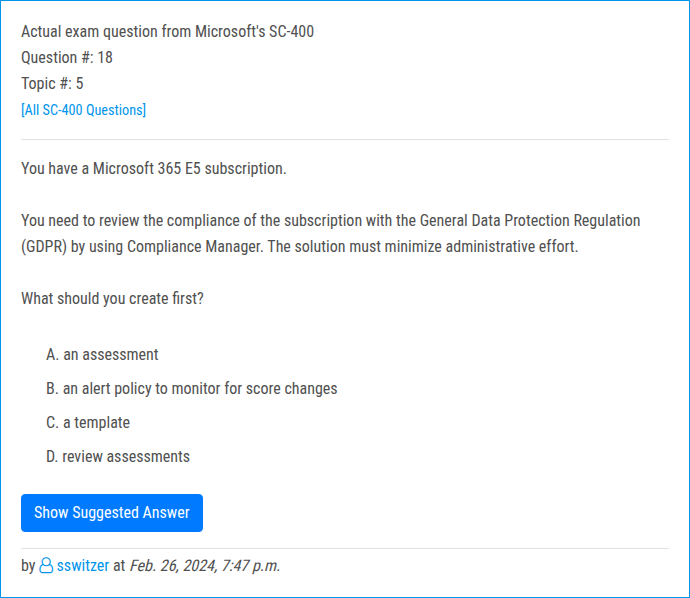 Actual exam question from Microsoft's SC-400
Question #: 18
Topic #: 5
[All SC-400 Questions]
You have a Microsoft 365 E5 subscription.
You need to review the compliance of the subscription with the General Data Protection Regulation
(GDPR) by using Compliance Manager. The solution must minimize administrative effort.
What should you create first?
A. an assessment
B. an alert policy to monitor for score changes
C. a template
D. review assessments
Show Suggested Answer
by sswitzer at Feb. 26, 2024, 7:47 p.m.